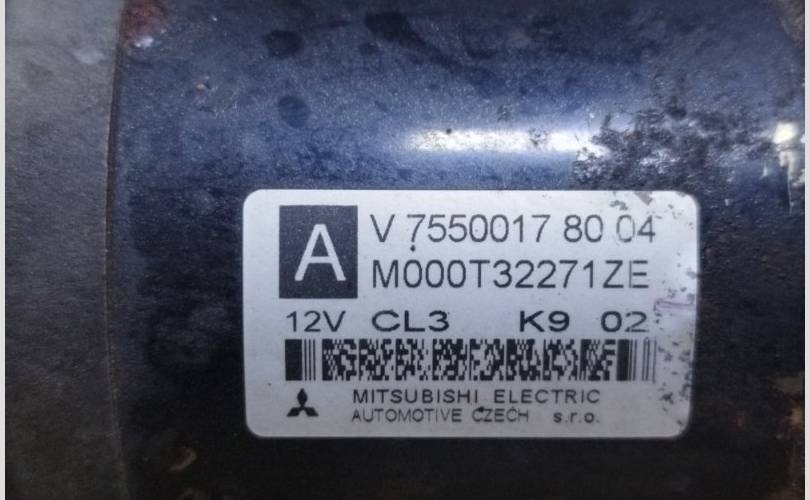 A
V 7550017 80 04
M000T32271ZE
12V CL3 K9 02
MITSUBISHI ELECTRIC
AUTOMOTIVE CZECH s.r.o.